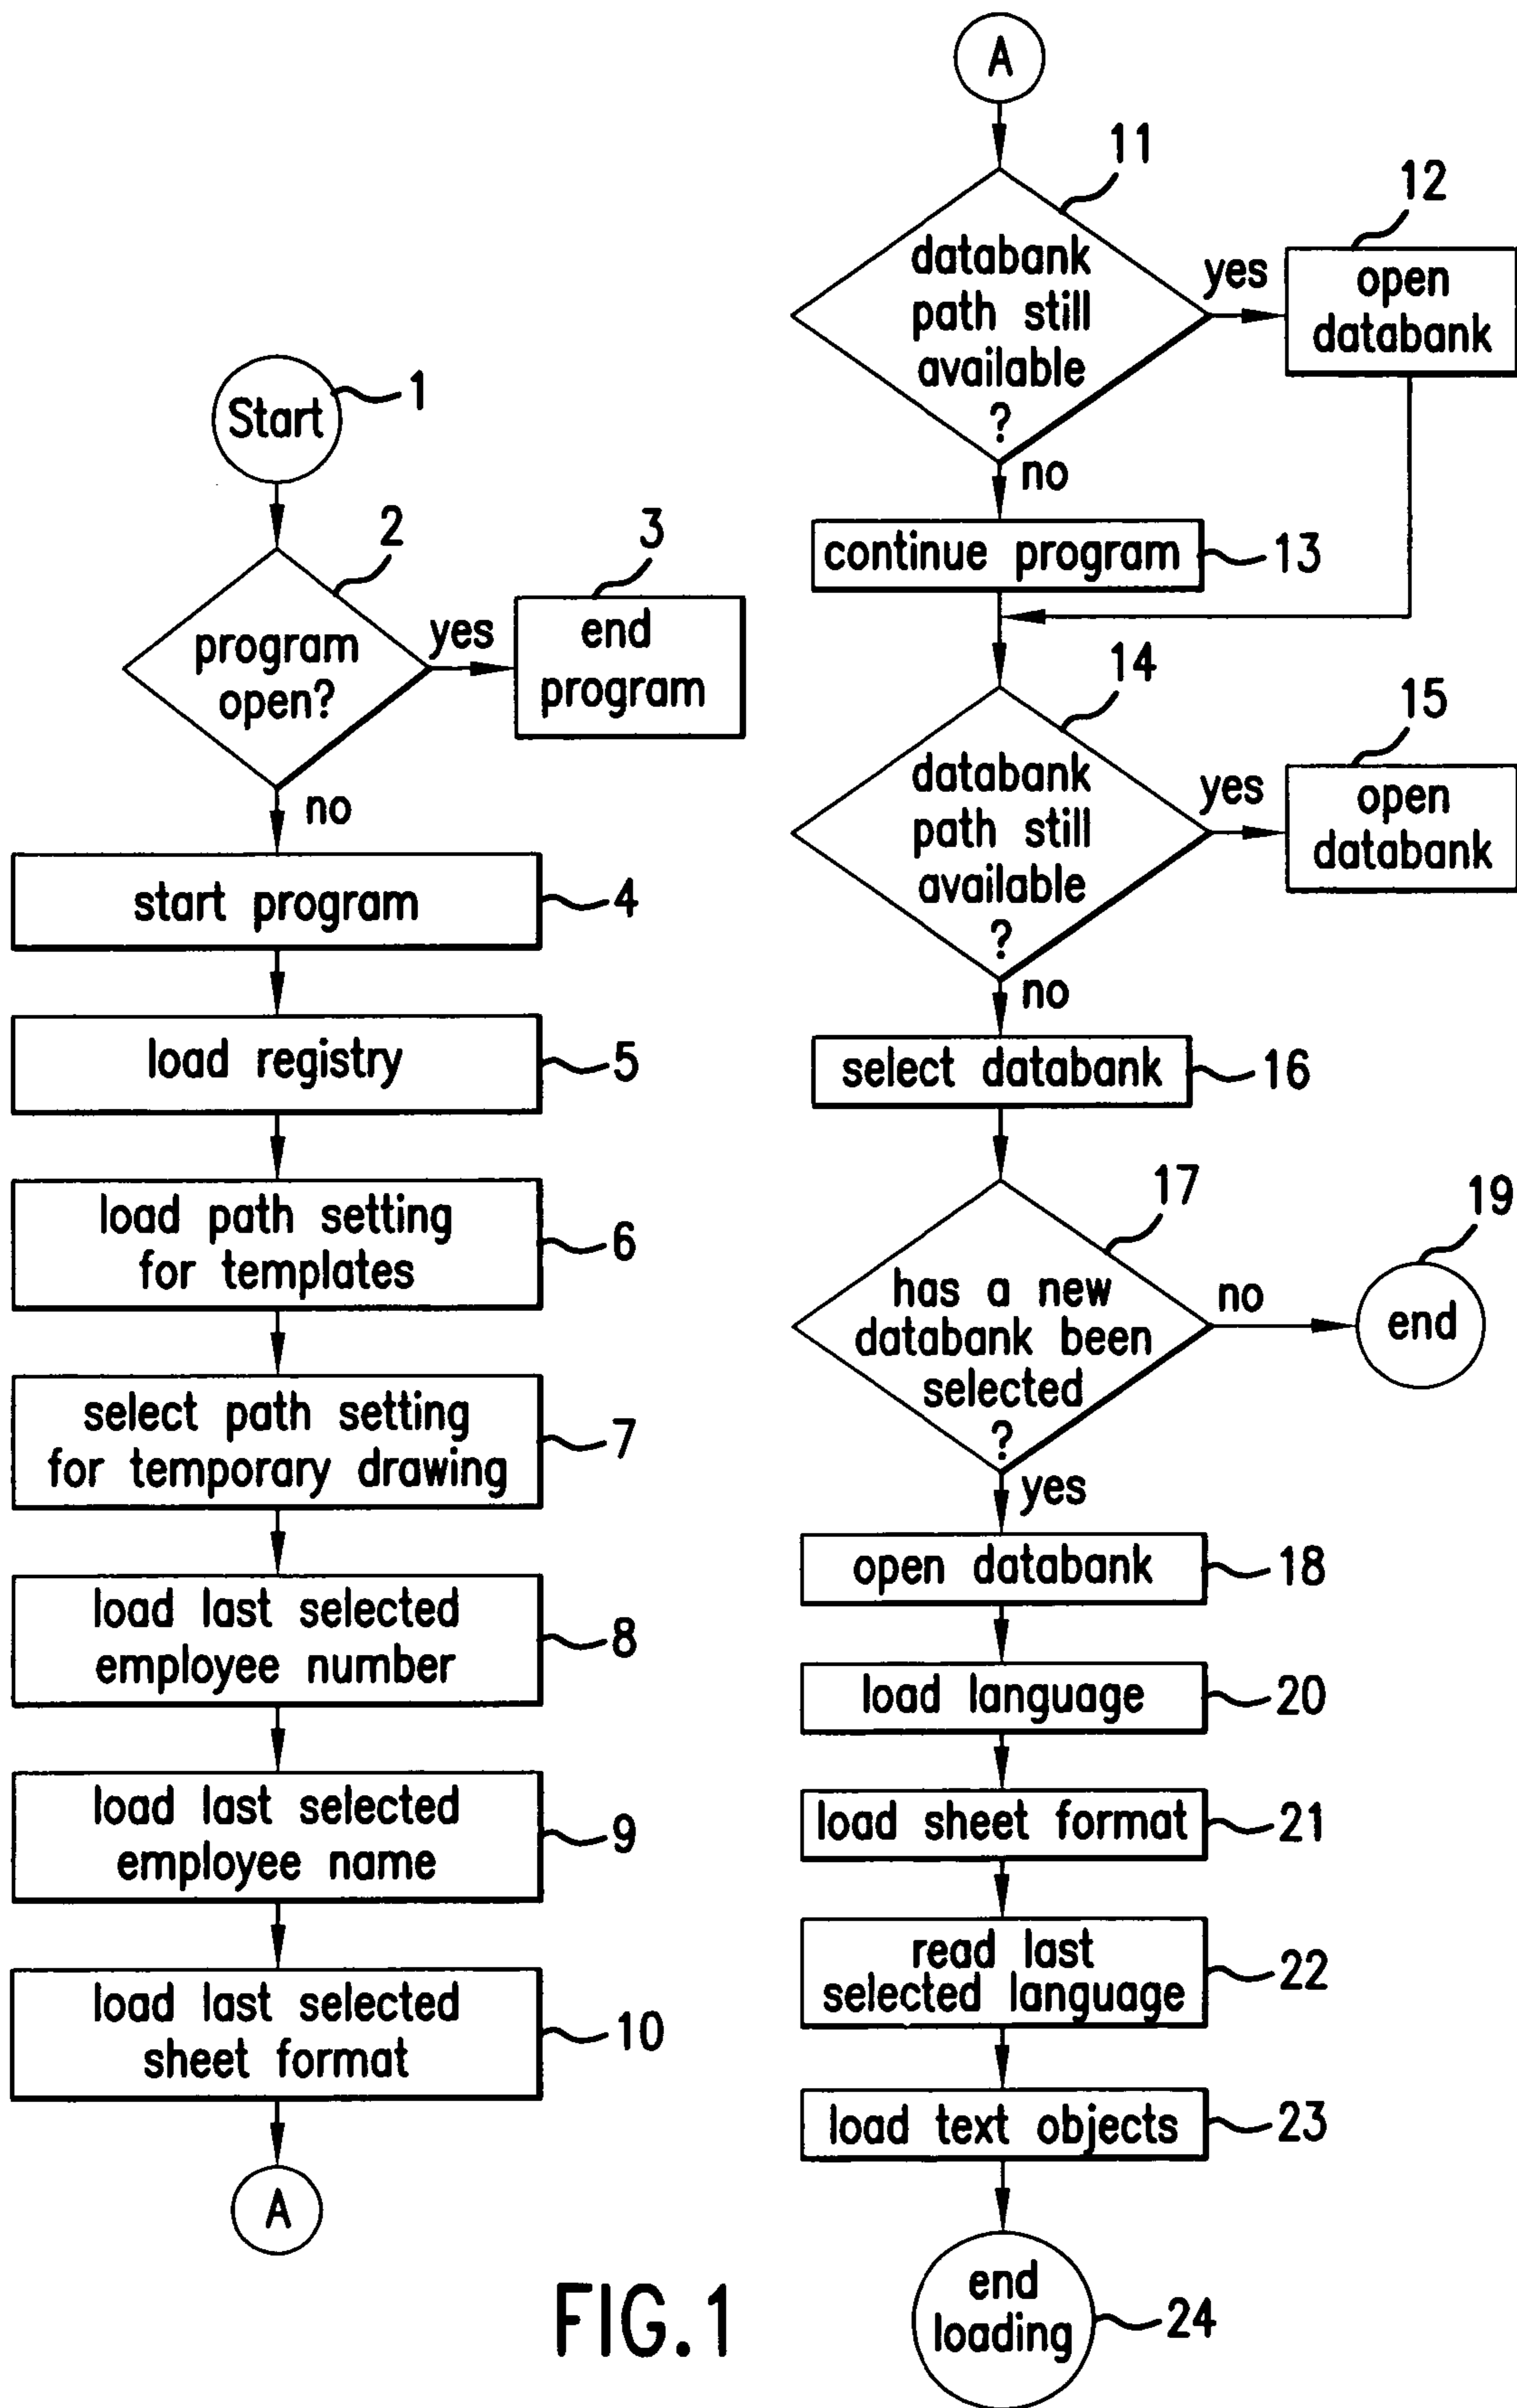 Start
1
2
program
open?
yes
3
end
program
no
start program
4
load registry
5
load path setting
for templates
6
select path setting
for temporary drawing
7
load last selected
employee number
8
load last selected
employee name
9
load last selected
sheet format
10
A
A
11
databank
path still
available
?
yes
12
open
databank
no
continue program
13
14
databank
path still
available
?
yes
15
open
databank
no
select databank
16
17
has a new
databank been
selected
?
no
19
end
yes
open databank
18
load language
20
load sheet format
21
read last
selected language
22
load text objects
23
end
loading
24
FIG.1